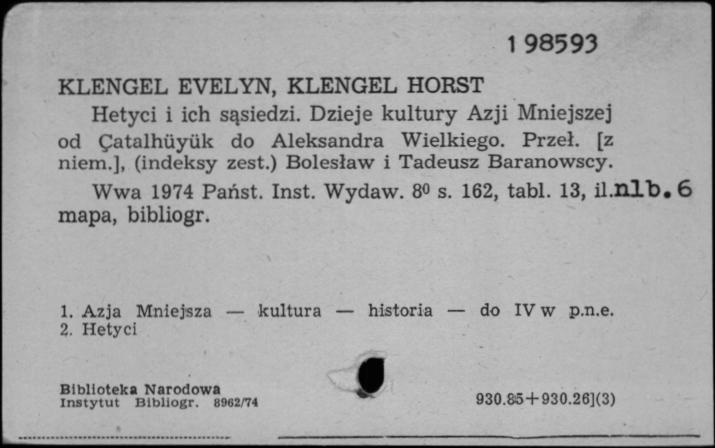 198593
KLENGEL EVELYN, KLENGEL HORST
Hetyci i ich sąsiedzi. Dzieje kultury Azji Mniejszej
od Çatalhüyük do Aleksandra Wielkiego. Przeł. [z
niem.], (indeksy zest.) Bolesław i Tadeusz Baranowscy.
Wwa 1974 Państ. Inst. Wydaw. 8⁰ s. 162, tabl. 13, il.nlb.6
mapa, bibliogr.
1. Azja Mniejsza — kultura — historia — do IV w p.n.e.
2. Hetyci
Biblioteka Narodowa
Instytut Bibliogr. 8962/74
930.85+930.26](3)